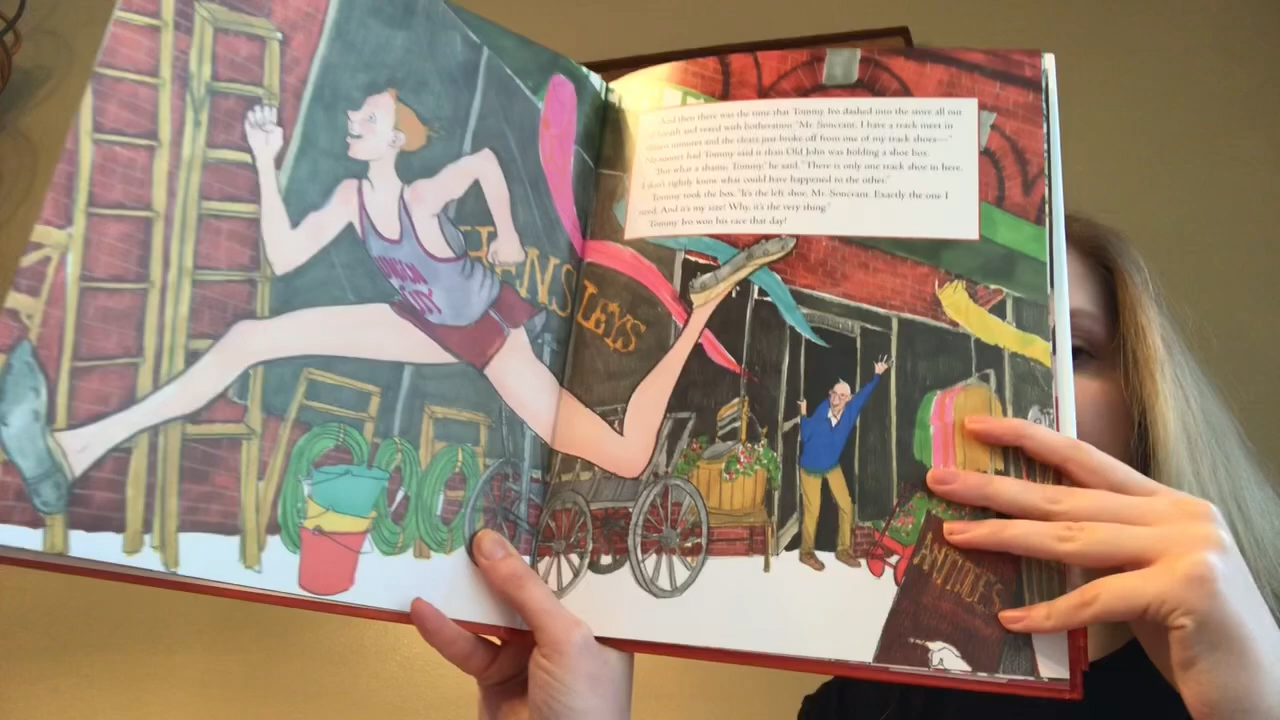 HENSLEYS
UNION
CITY
And then there was the time that Tommy Ivo dashed into the store all out
of breath and vexed with botheration. "Mr. Soncrant, I have a track meet in
minutes and the cleats just broke off from one of my track shoes—"
No sooner had Tommy said it than Old John was holding a shoe box.
"But what a shame, Tommy," he said, "There is only one track shoe in here.
I don't rightly know what could have happened to the other."
Tommy took the box. "It's the left shoe, Mr. Soncrant. Exactly the one I
need. And it's my size! Why, it's the very thing!"
Tommy Ivo won his race that day!
ANTIQUES